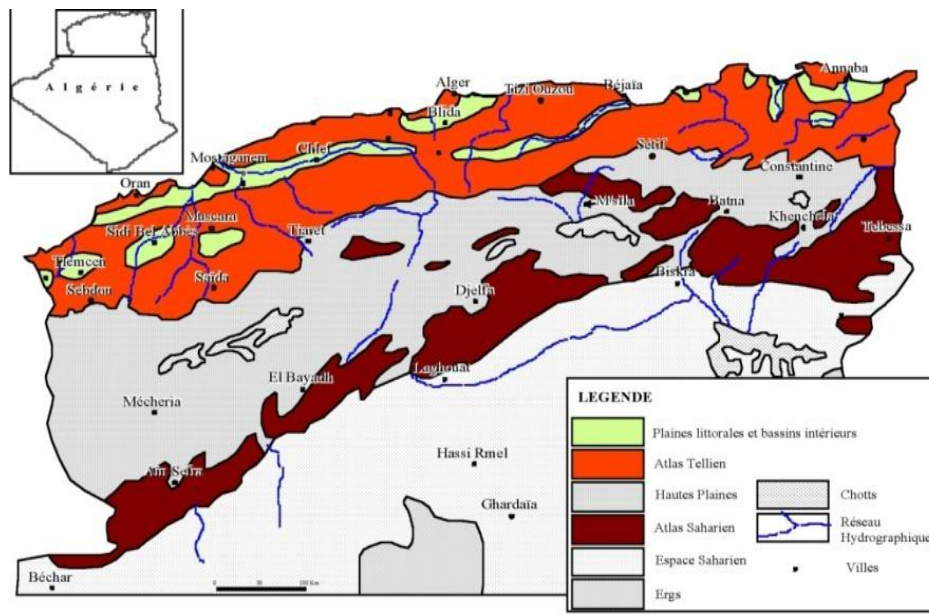 Algérie
Alger
Tizi Ouzou
Béjaïa
Annaba
Blida
Mostaganem
Chlef
Sétif
Constantine
Oran
Mascara
Tiaret
M'sila
Batna
Khenchela
Sidi Bel Abbès
Tébessa
Tlemcen
Saïda
Sebdou
Djelfa
Biskra
El Bayadh
Laghouat
Mécheria
Ain Sefra
Hassi Rmel
Ghardaïa
Béchar
0 50 100 Km
LEGENDE
Plaines littorales et bassins intérieurs
Atlas Tellien
Hautes Plaines
Chotts
Atlas Saharien
Réseau
Hydrographique
Espace Saharien
Villes
Ergs